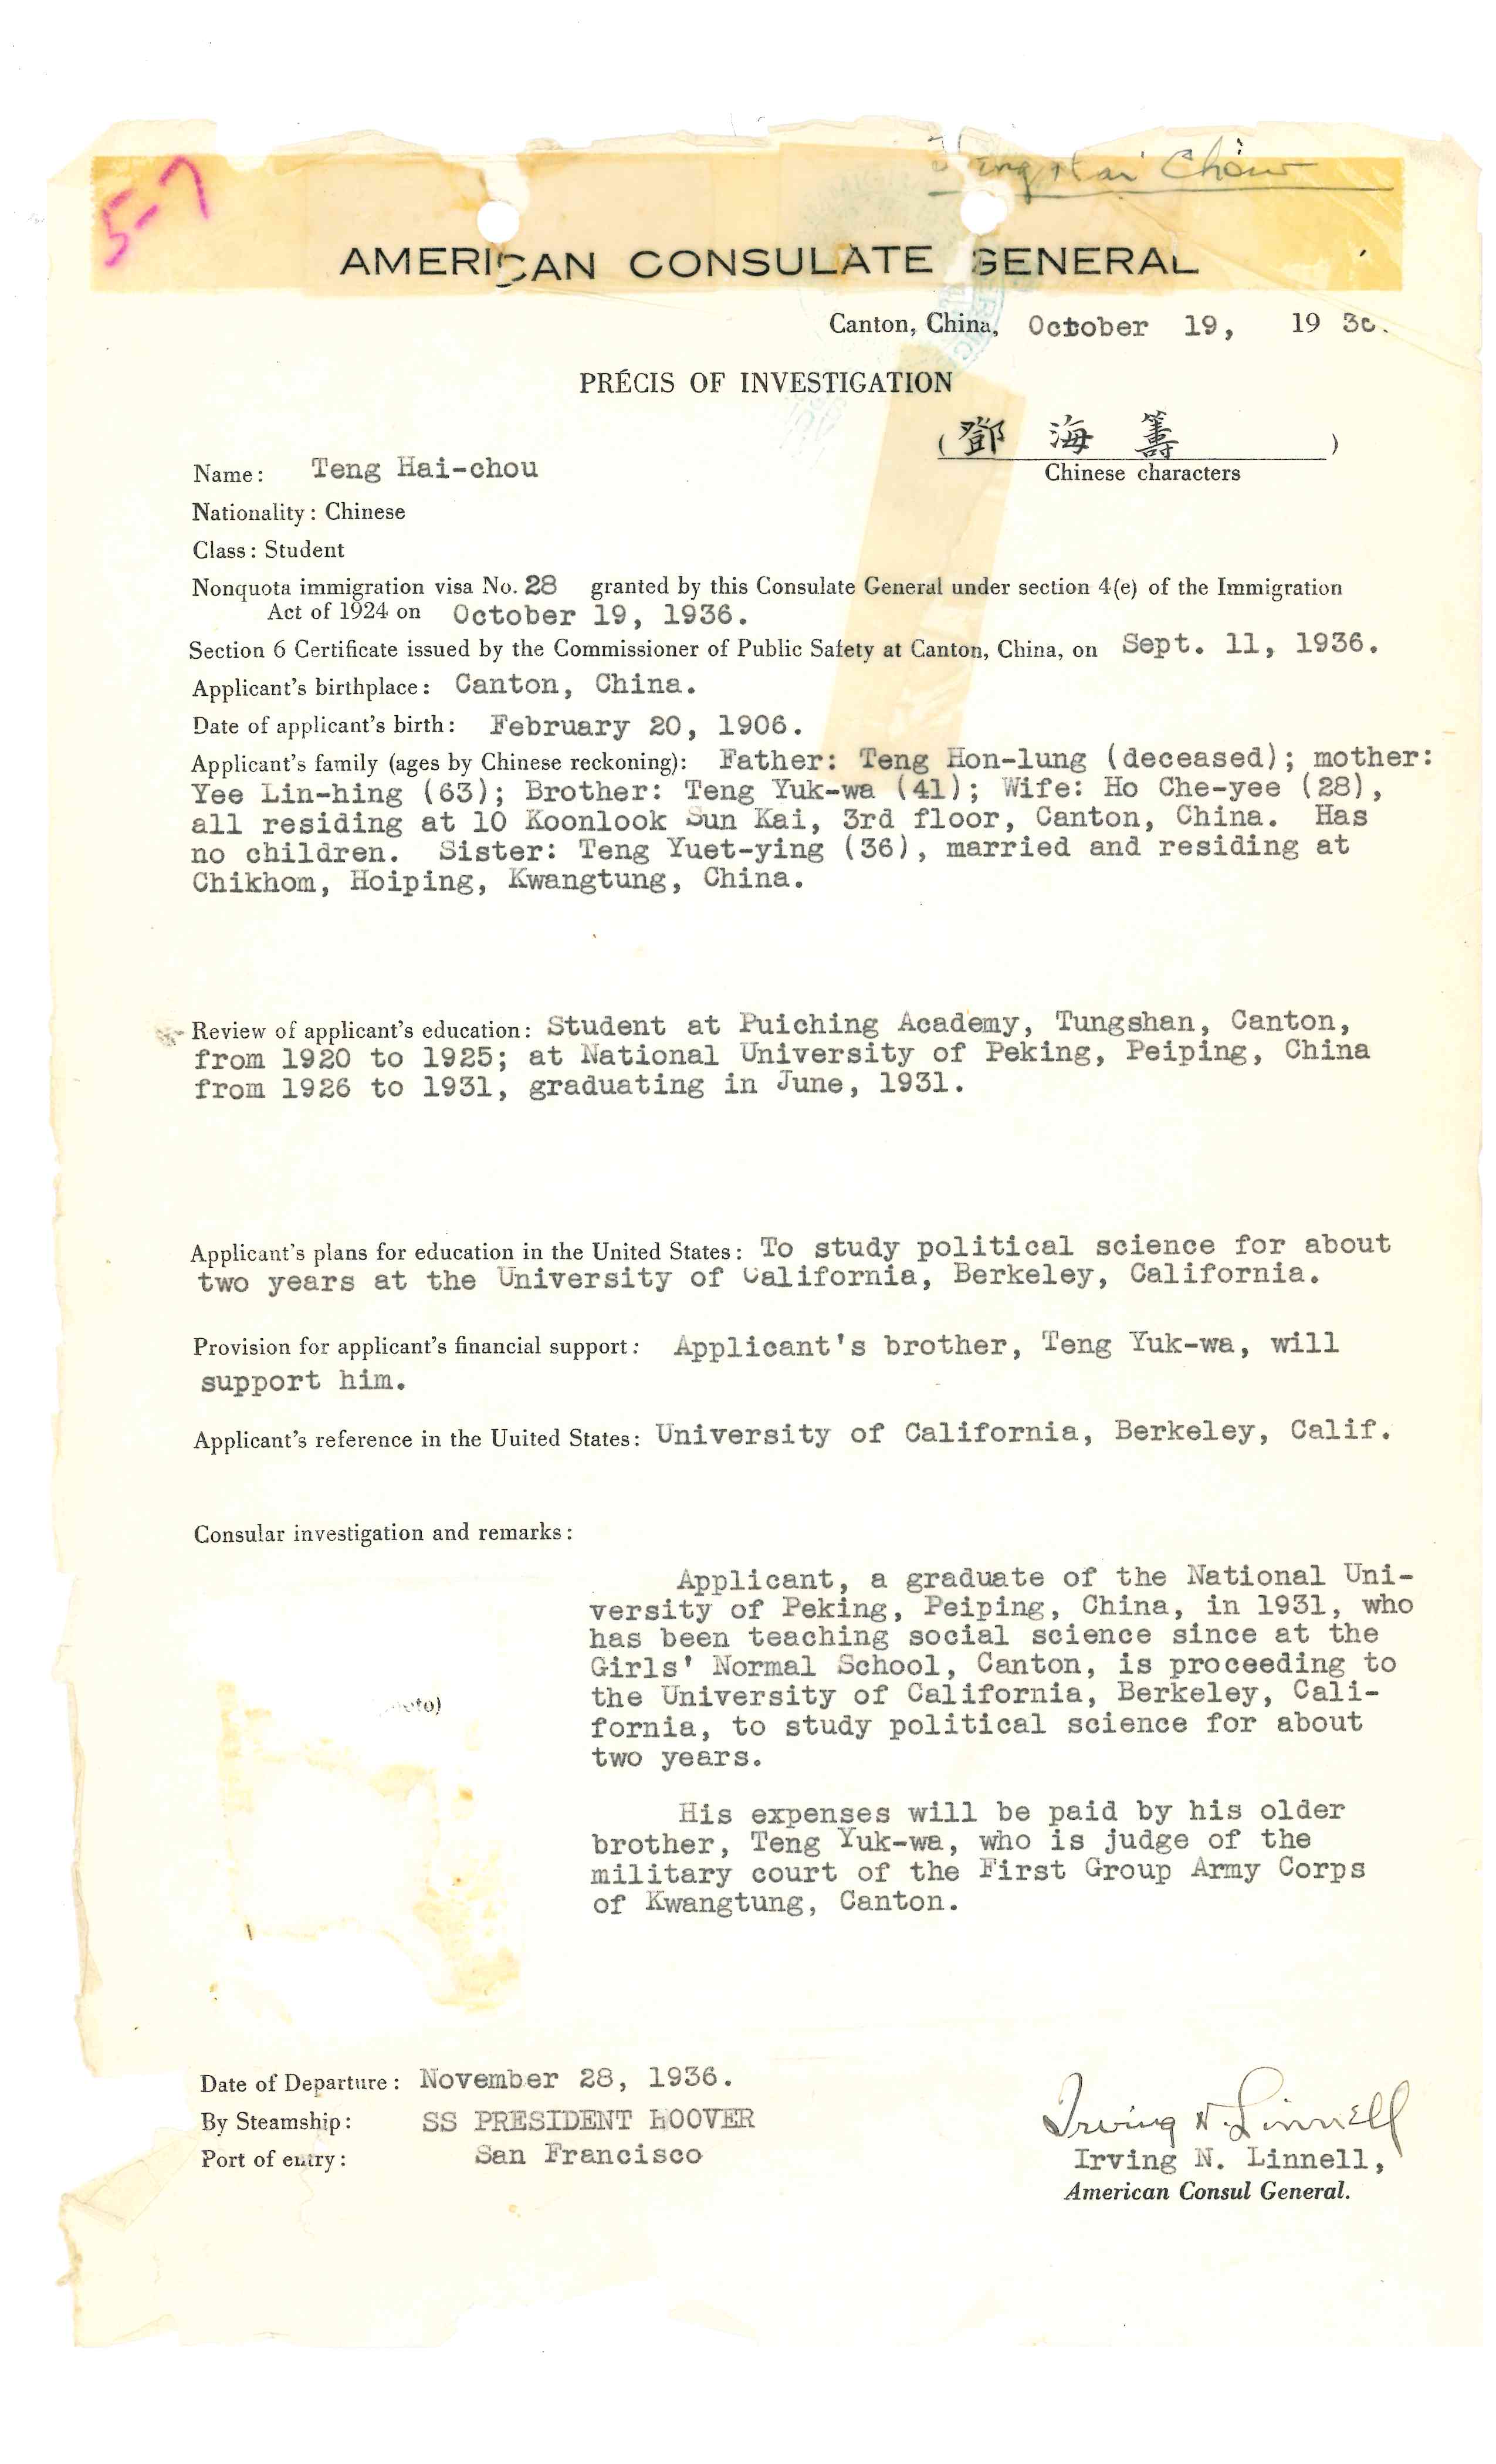 5-7
Hai Chow
AMERICAN CONSULATE GENERAL
Canton, China, October 19, 19 36.
PRÉCIS OF INVESTIGATION
(鄧 海 籌)
Name: Teng Hai-chou Chinese characters
Nationality: Chinese
Class: Student
Nonquota immigration visa No. 28 granted by this Consulate General under section 4(e) of the Immigration
Act of 1924 on October 19, 1936.
Section 6 Certificate issued by the Commissioner of Public Safety at Canton, China, on Sept. 11, 1936.
Applicant's birthplace: Canton, China.
Date of applicant's birth: February 20, 1906.
Applicant's family (ages by Chinese reckoning): Father: Teng Hon-lung (deceased); mother:
Yee Lin-hing (63); Brother: Teng Yuk-wa (41); Wife: Ho Che-yee (28),
all residing at 10 Koonlook Sun Kai, 3rd floor, Canton, China. Has
no children. Sister: Teng Yuet-ying (36), married and residing at
Chikhom, Hoiping, Kwangtung, China.
Review of applicant's education: Student at Puiching Academy, Tungshan, Canton,
from 1920 to 1925; at National University of Peking, Peiping, China
from 1926 to 1931, graduating in June, 1931.
Applicant's plans for education in the United States: To study political science for about
two years at the University of California, Berkeley, California.
Provision for applicant's financial support: Applicant's brother, Teng Yuk-wa, will
support him.
Applicant's reference in the Uuited States: University of California, Berkeley, Calif.
Consular investigation and remarks:
Applicant, a graduate of the National Uni-
versity of Peking, Peiping, China, in 1931, who
has been teaching social science since at the
Girls' Normal School, Canton, is proceeding to
the University of California, Berkeley, Cali-
fornia, to study political science for about
two years.
His expenses will be paid by his older
brother, Teng Yuk-wa, who is judge of the
military court of the First Group Army Corps
of Kwangtung, Canton.
Date of Departure: November 28, 1936.
By Steamship: SS PRESIDENT HOOVER
Port of entry: San Francisco
Irving N. Linnell
Irving N. Linnell,
American Consul General.